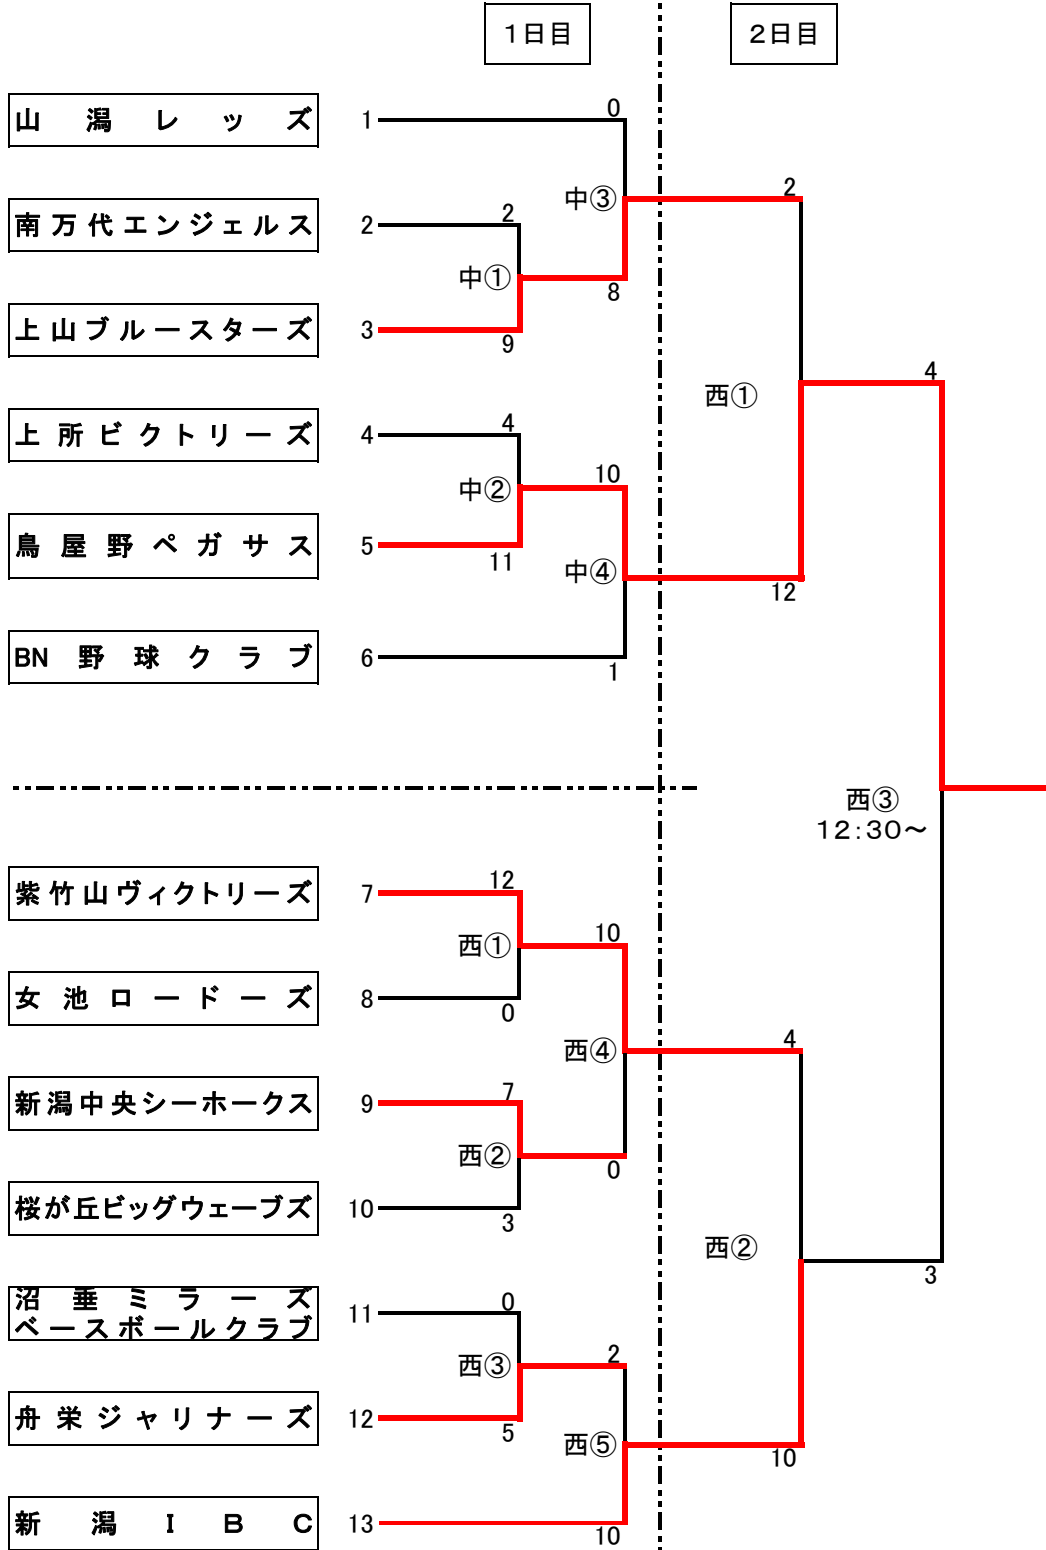 1日目
2日目
山潟レッズ 1
0
中③
2
南万代エンジェルス 2
2
中①
8
上山ブルースターズ 3
9
西①
4
上所ビクトリーズ 4
4
中②
10
鳥屋野ペガサス 5
11
中④
12
BN野球クラブ 6
1
西③
12:30～
紫竹山ヴィクトリーズ 7
12
西①
10
女池ロードーズ 8
0
西④
4
新潟中央シーホークス 9
7
西②
0
桜が丘ビッグウェーブズ 10
3
西②
3
沼垂ミラーズ
ベースボールクラブ 11
0
西③
2
舟栄ジャリナーズ 12
5
西⑤
10
新潟IBC 13
10